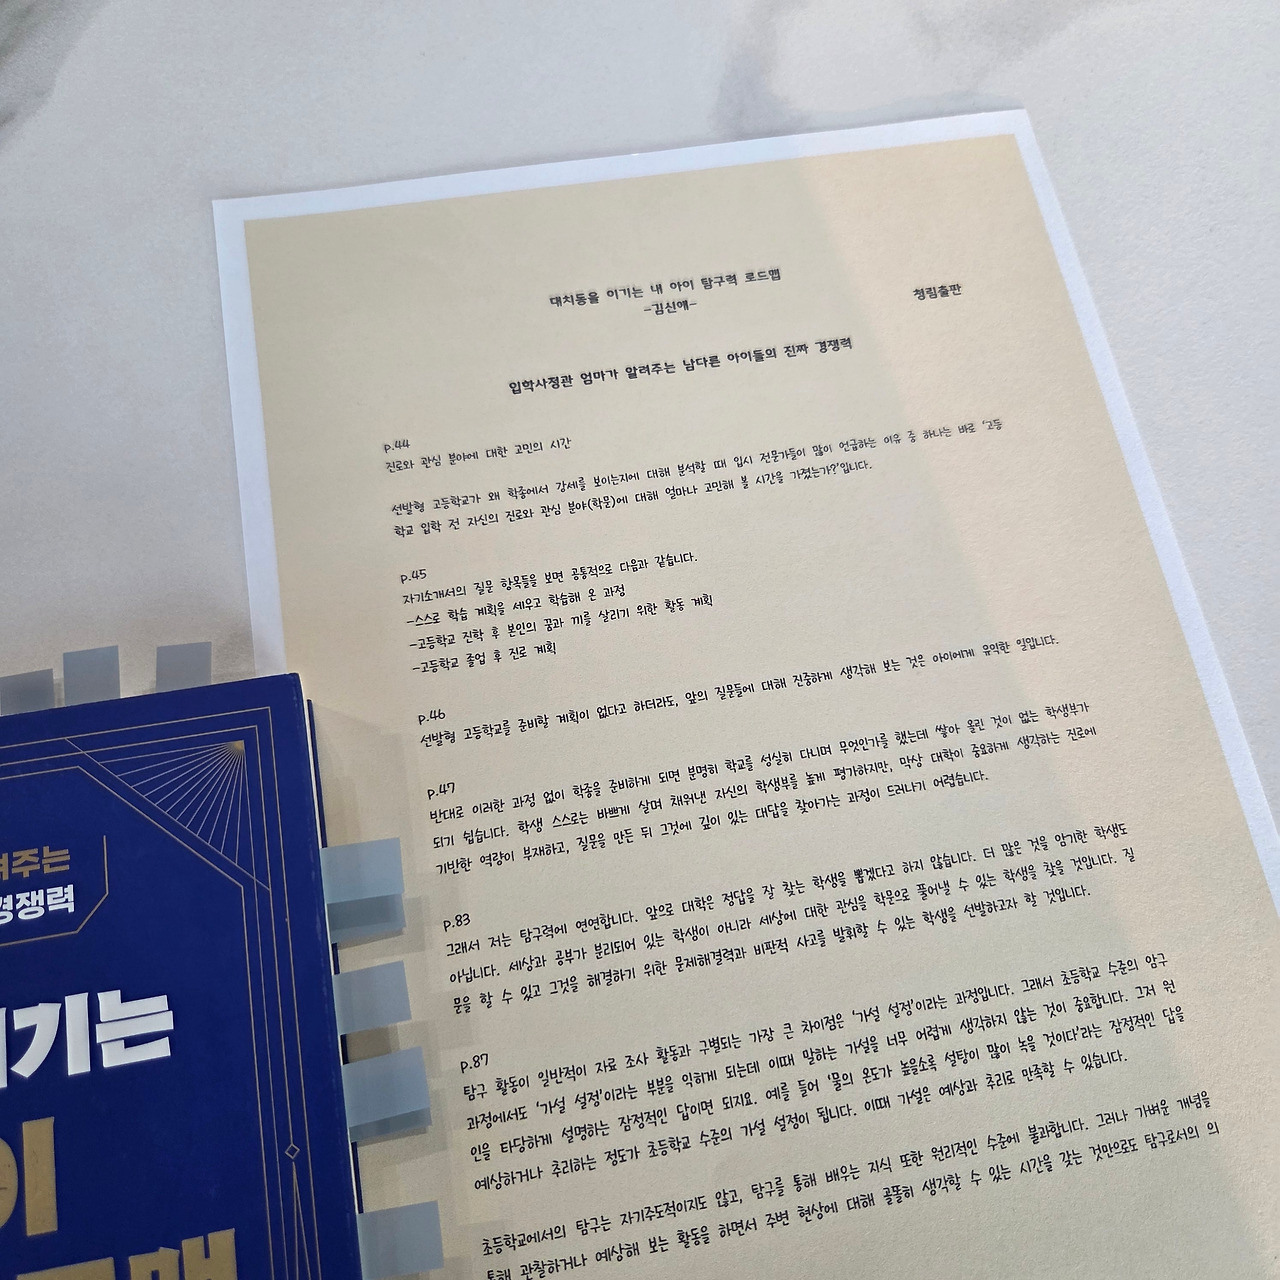 대치동을 이기는 내 아이 탐구력 로드맵
-김신애-
청림출판
입학사정관 엄마가 알려주는 남다른 아이들의 진짜 경쟁력
p.44
진로와 관심 분야에 대한 고민의 시간
선발형 고등학교가 왜 학종에서 강세를 보이는지에 대해 분석할 때 입시 전문가들이 많이 언급하는 이유 중 하나는 바로 '고등
학교 입학 전 자신의 진로와 관심 분야(학문)에 대해 얼마나 고민해 볼 시간을 가졌는가?'입니다.
p.45
자기소개서의 질문 항목들을 보면 공통적으로 다음과 같습니다.
-스스로 학습 계획을 세우고 학습해 온 과정
-고등학교 진학 후 본인의 꿈과 끼를 살리기 위한 활동 계획
-고등학교 졸업 후 진로 계획
p.46
선발형 고등학교를 준비할 계획이 없다고 하더라도, 앞의 질문들에 대해 진중하게 생각해 보는 것은 아이에게 유익한 일입니다.
p.47
반대로 이러한 과정 없이 학종을 준비하게 되면 분명히 학교를 성실히 다니며 무엇인가를 했는데 쌓아 올린 것이 없는 학생부가
되기 쉽습니다. 학생 스스로는 바쁘게 살며 채워낸 자신의 학생부를 높게 평가하지만, 막상 대학이 중요하게 생각하는 진로에
기반한 역량이 부재하고, 질문을 만든 뒤 그것에 깊이 있는 대답을 찾아가는 과정이 드러나기 어렵습니다.
p.83
그래서 저는 탐구력에 연연합니다. 앞으로 대학은 정답을 잘 찾는 학생을 뽑겠다고 하지 않습니다. 더 많은 것을 암기한 학생도
아닙니다. 세상과 공부가 분리되어 있는 학생이 아니라 세상에 대한 관심을 학문으로 풀어낼 수 있는 학생을 찾을 것입니다. 질
문을 할 수 있고 그것을 해결하기 위한 문제해결력과 비판적 사고를 발휘할 수 있는 학생을 선발하고자 할 것입니다.
p.87
탐구 활동이 일반적이 자료 조사 활동과 구별되는 가장 큰 차이점은 '가설 설정'이라는 과정입니다. 그래서 초등학교 수준의 암구
과정에서도 '가설 설정'이라는 부분을 익히게 되는데 이때 말하는 가설을 너무 어렵게 생각하지 않는 것이 중요합니다. 그저 원
인을 타당하게 설명하는 잠정적인 답이면 되지요. 예를 들어 '물의 온도가 높을소록 설탕이 많이 녹을 것이다'라는 잠정적인 답을
예상하거나 추리하는 정도가 초등학교 수준의 가설 설정이 됩니다. 이때 가설은 예상과 추리로 만족할 수 있습니다.
초등학교에서의 탐구는 자기주도적이지도 않고, 탐구를 통해 배우는 지식 또한 원리적인 수준에 불과합니다. 그러나 가벼운 개념을
통해 관찰하거나 예상해 보는 활동을 하면서 주변 현상에 대해 골똘히 생각할 수 있는 시간을 갖는 것만으로도 탐구로서의 의
려주는
경쟁력
이기는
이